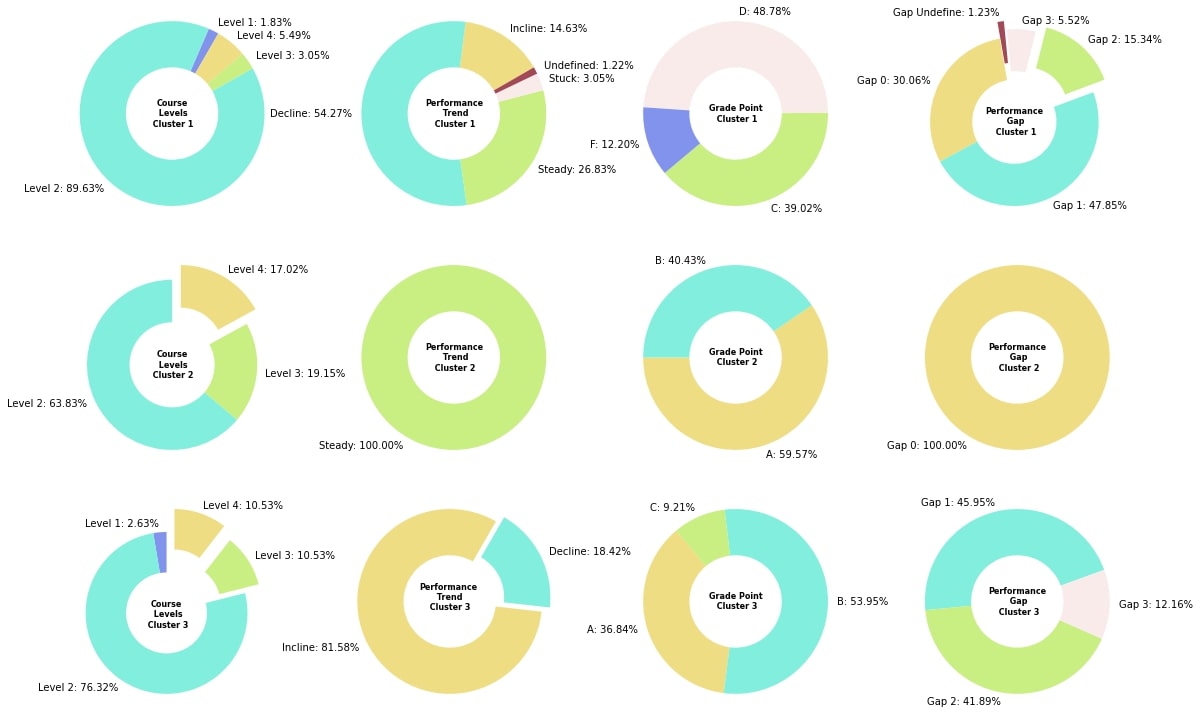 Level 1: 1.83%
Level 4: 5.49%
Level 3: 3.05%
Level 2: 89.63%
Course
Levels
Cluster 1
Incline: 14.63%
Undefined: 1.22%
Stuck: 3.05%
Decline: 54.27%
Steady: 26.83%
Performance
Trend
Cluster 1
D: 48.78%
F: 12.20%
C: 39.02%
Grade Point
Cluster 1
Gap Undefine: 1.23%
Gap 3: 5.52%
Gap 2: 15.34%
Gap 0: 30.06%
Gap 1: 47.85%
Performance
Gap
Cluster 1
Level 4: 17.02%
Level 3: 19.15%
Level 2: 63.83%
Course
Levels
Cluster 2
Performance
Trend
Cluster 2
Steady: 100.00%
B: 40.43%
Grade Point
Cluster 2
A: 59.57%
Performance
Gap
Cluster 2
Gap 0: 100.00%
Level 4: 10.53%
Level 1: 2.63%
Level 3: 10.53%
Course
Levels
Cluster 3
Level 2: 76.32%
Decline: 18.42%
Performance
Trend
Cluster 3
Incline: 81.58%
C: 9.21%
Grade Point
Cluster 3
B: 53.95%
A: 36.84%
Gap 1: 45.95%
Performance
Gap
Cluster 3
Gap 3: 12.16%
Gap 2: 41.89%